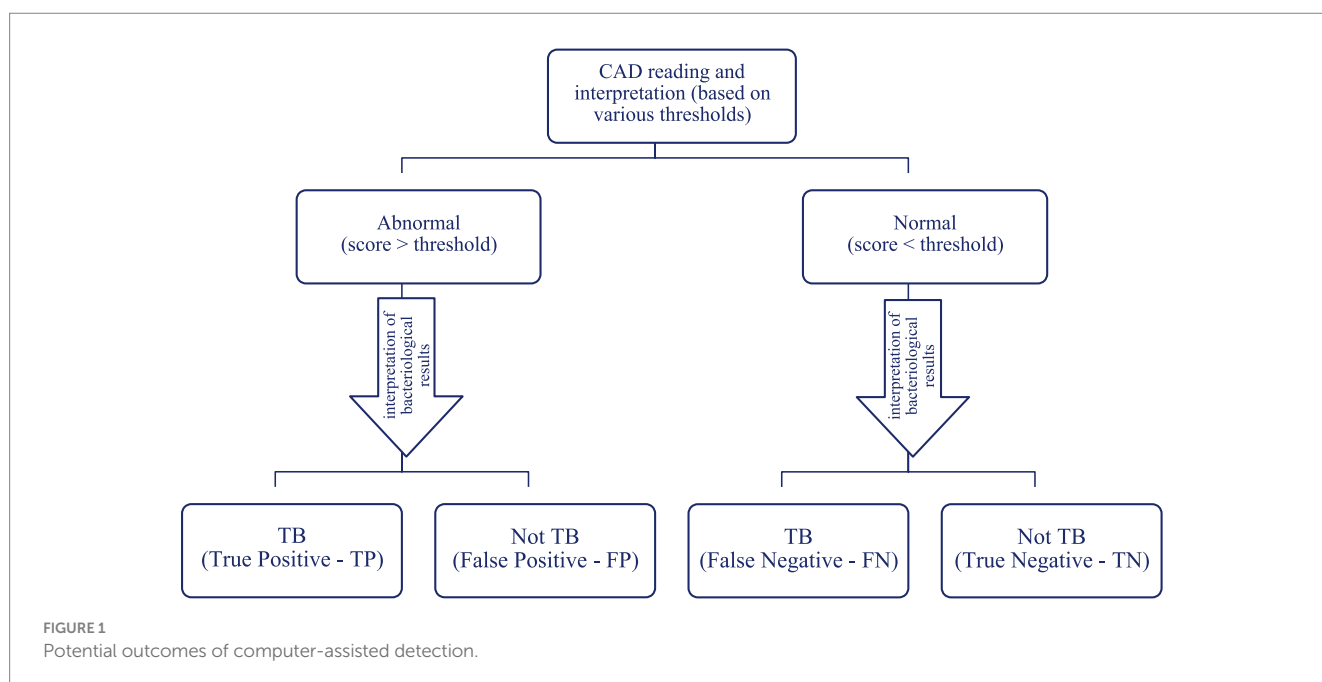 CAD reading and
interpretation (based on
various thresholds)
Abnormal
(score > threshold)
Normal
(score < threshold)
interpretation of
bacteriological
results
interpretation of
bacteriological
results
TB
(True Positive - TP)
Not TB
(False Positive - FP)
TB
(False Negative - FN)
Not TB
(True Negative - TN)
FIGURE 1
Potential outcomes of computer-assisted detection.